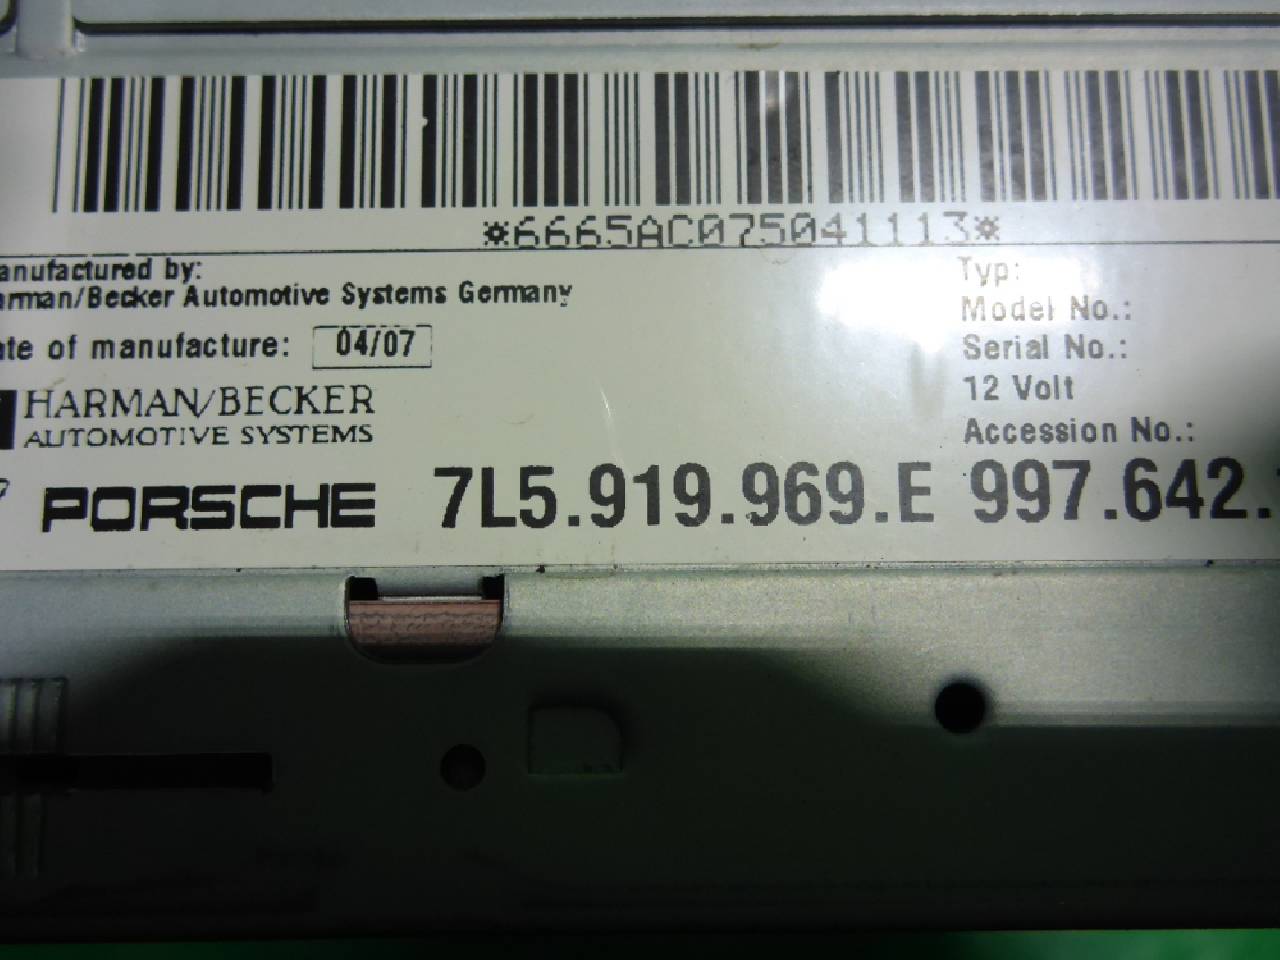 *6665AC075041113*
anufactured by:
arman/Becker Automotive Systems Germany
ate of manufacture: 04/07
HARMAN/BECKER
AUTOMOTIVE SYSTEMS
PORSCHE 7L5.919.969.E 997.642.
Typ:
Model No.:
Serial No.:
12 Volt
Accession No.: